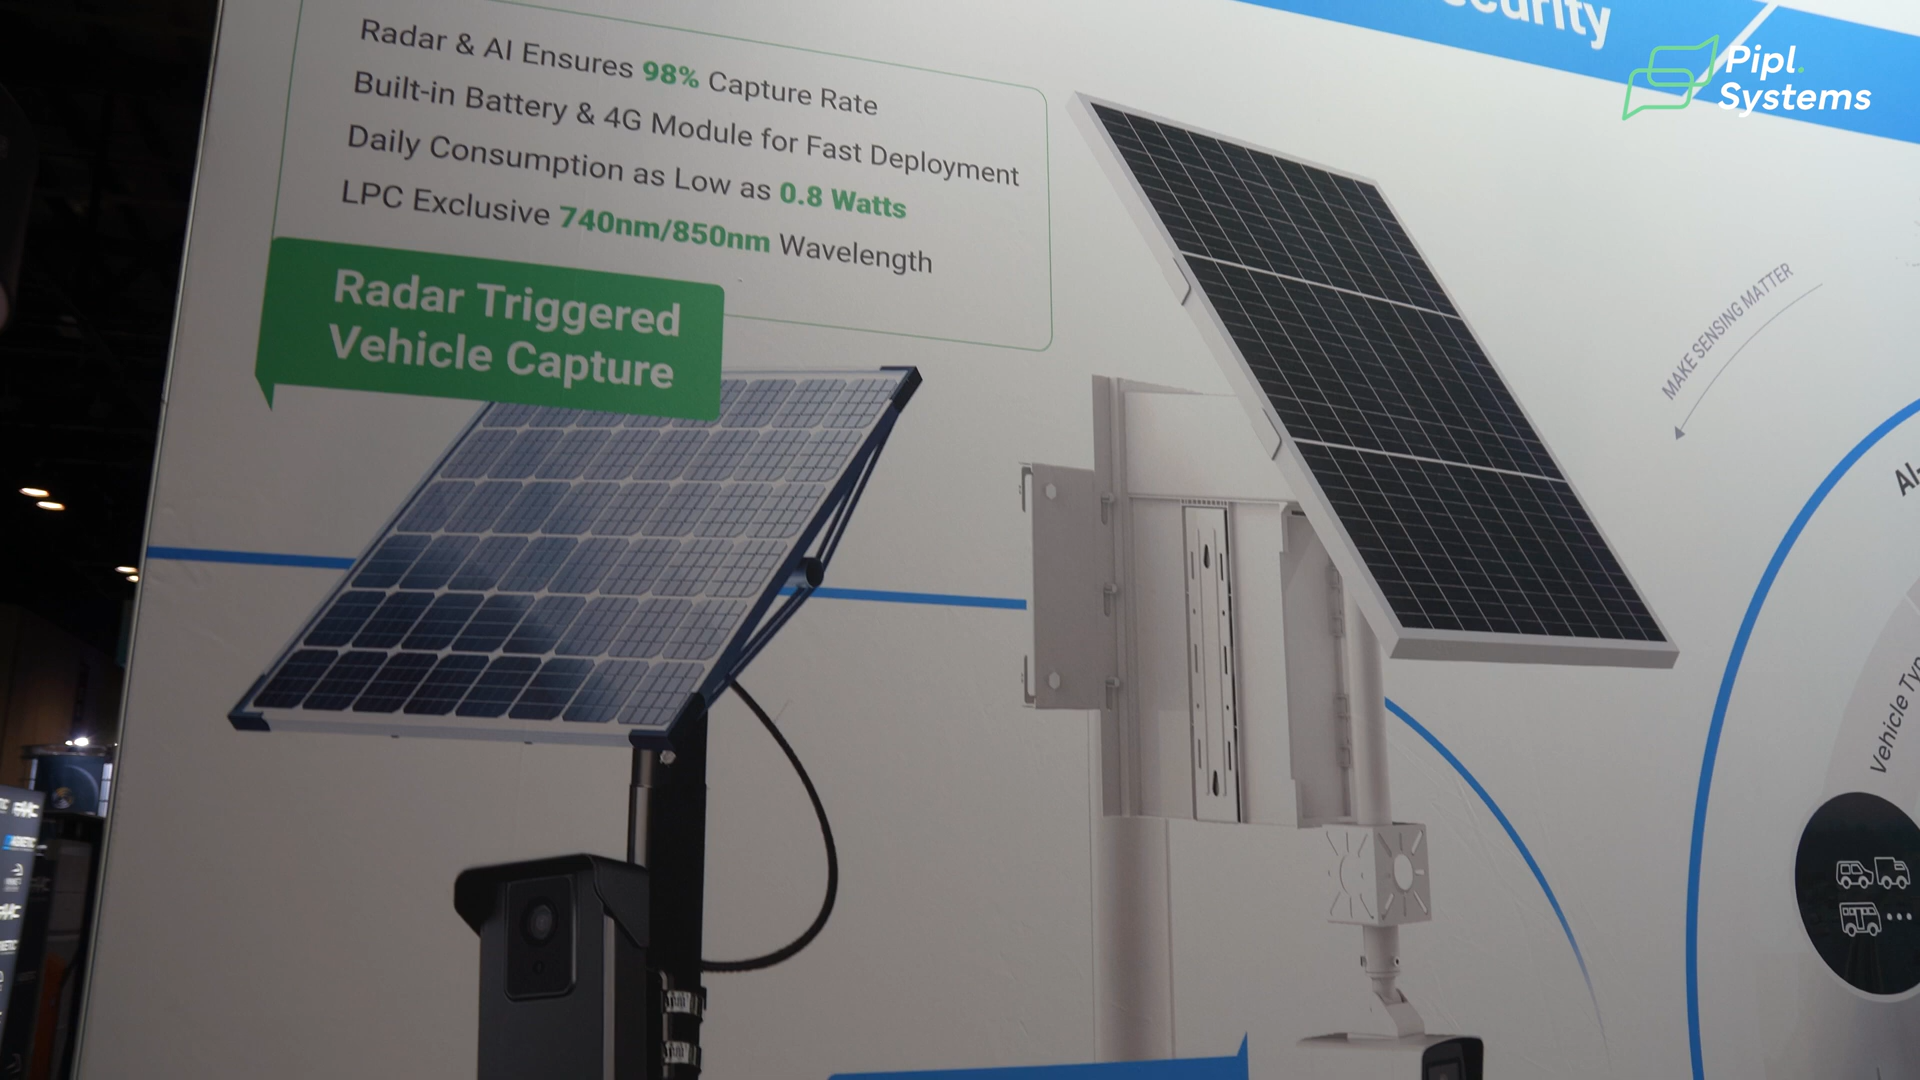 Radar & AI Ensures 98% Capture Rate
Built-in Battery & 4G Module for Fast Deployment
Daily Consumption as Low as 0.8 Watts
LPC Exclusive 740nm/850nm Wavelength
Radar Triggered
Vehicle Capture
Pipl.
Systems
MAKE SENSING MATTER
Vehicle